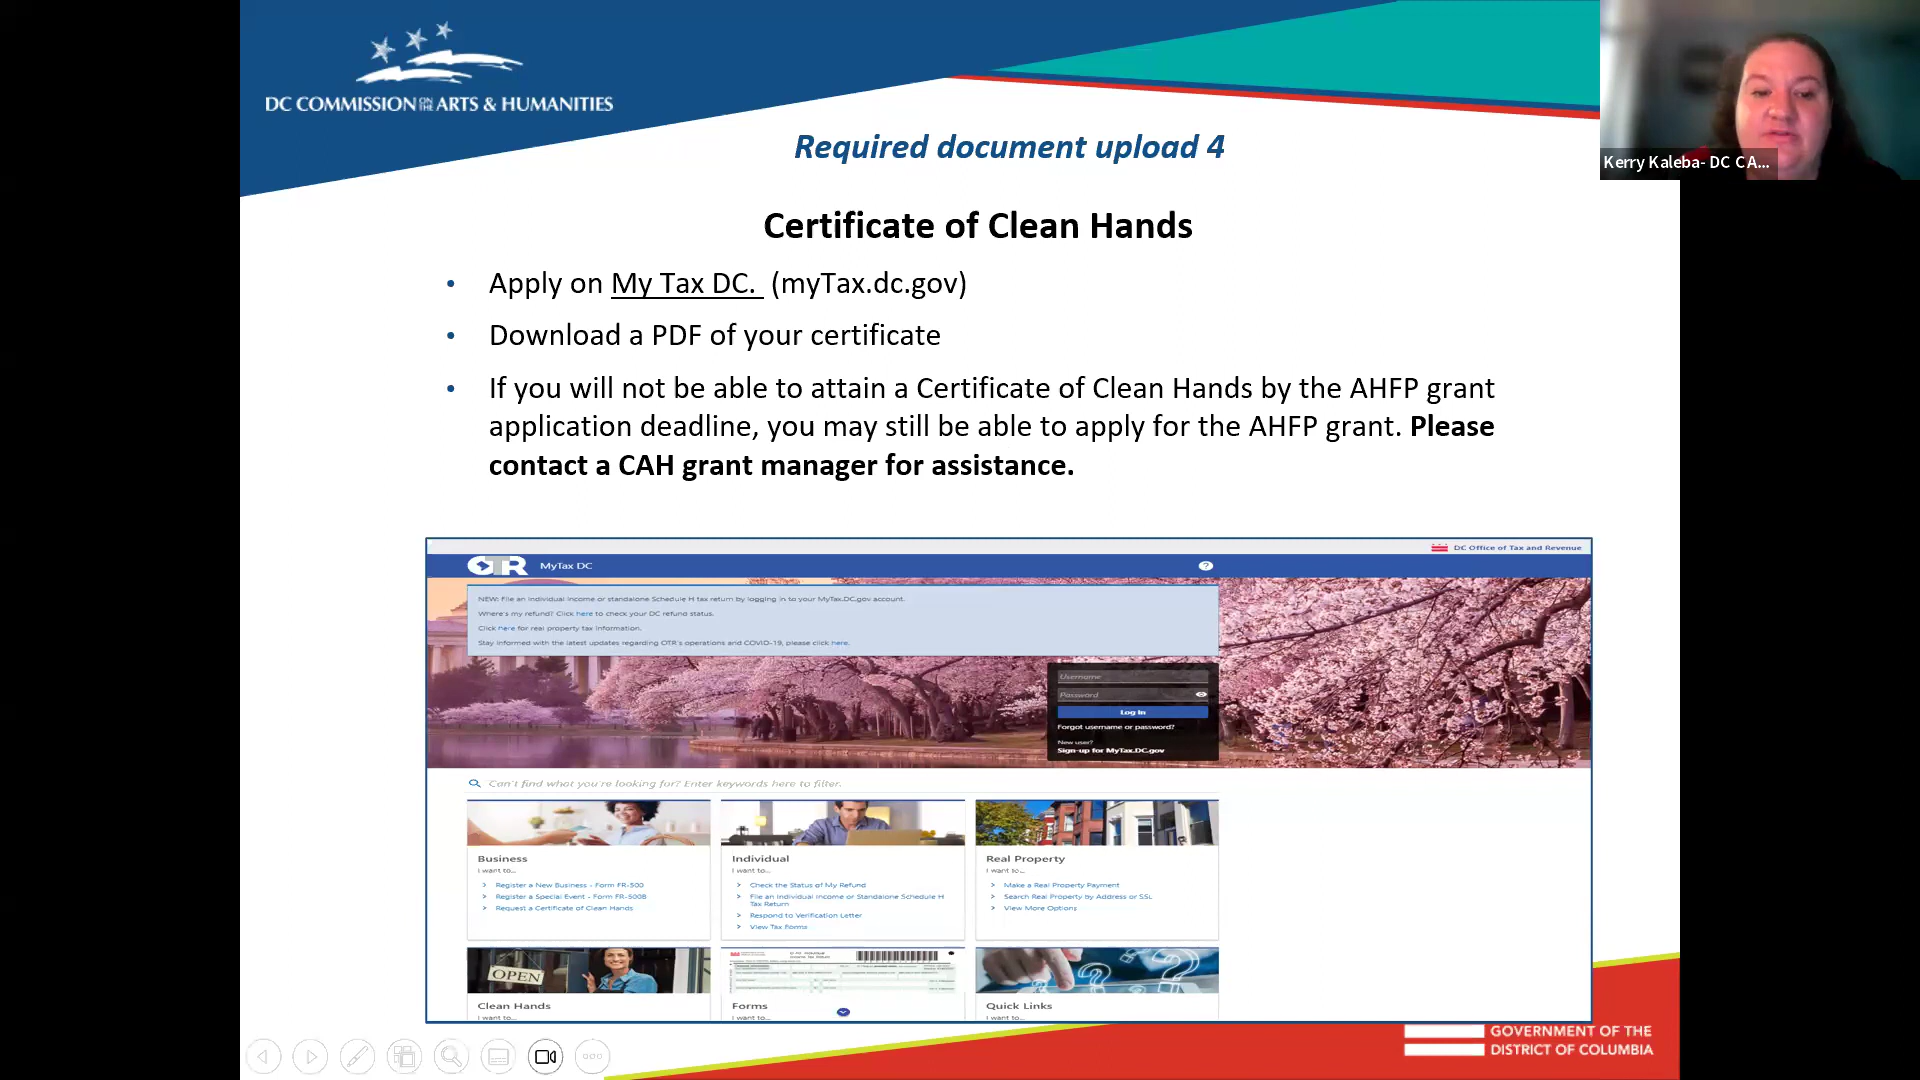 DC COMMISSION ON THE ARTS & HUMANITIES
Kerry Kaleba- DC CA...
Required document upload 4
Certificate of Clean Hands
• Apply on My Tax DC. (myTax.dc.gov)
• Download a PDF of your certificate
• If you will not be able to attain a Certificate of Clean Hands by the AHFP grant
application deadline, you may still be able to apply for the AHFP grant. Please
contact a CAH grant manager for assistance.
DC Office of Tax and Revenue
OTR MyTax DC
?
NEW: File an individual income or standalone Schedule H tax return by logging in to your MyTax.DC.gov account.
Where's my refund? Click here to check your DC refund status.
Click here for real property tax information.
Stay informed with the latest updates regarding OTR's operations and COVID-19, please click here.
Username
Password
Log In
Forgot username or password?
New user?
Sign-up for MyTax.DC.gov
Can't find what you're looking for? Enter keywords here to filter.
Business
I want to...
> Register a New Business - Form FR-500
> Register a Special Event - Form FR-500B
> Request a Certificate of Clean Hands
Individual
I want to...
> Check the Status of My Refund
> File an Individual Income or Standalone Schedule H
Tax Return
> Respond to Verification Letter
> View Tax Forms
Real Property
I want to...
> Make a Real Property Payment
> Search Real Property by Address or SSL
> View More Options
OPEN
Clean Hands
I want to...
Forms
I want to...
Quick Links
I want to...
GOVERNMENT OF THE
DISTRICT OF COLUMBIA